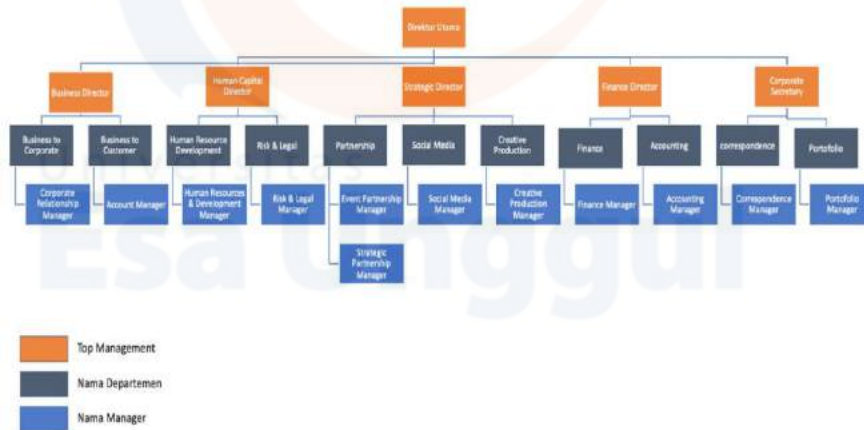 Direktur Utama
Business Director
Human Capital
Director
Strategic Director
Finance Director
Corporate
Secretary
Business to
Corporate
Business to
Customer
Human Resource
Development
Risk & Legal
Partnership
Social Media
Creative
Production
Finance
Accounting
correspondence
Portofolio
Corporate
Relationship
Manager
Account Manager
Human Resources
& Development
Manager
Risk & Legal
Manager
Event Partnership
Manager
Social Media
Manager
Creative
Production
Manager
Finance Manager
Accounting
Manager
Correspondence
Manager
Portofolio
Manager
Strategic
Partnership
Manager
Universitas
Esa Unggul
Top Management
Nama Departemen
Nama Manager